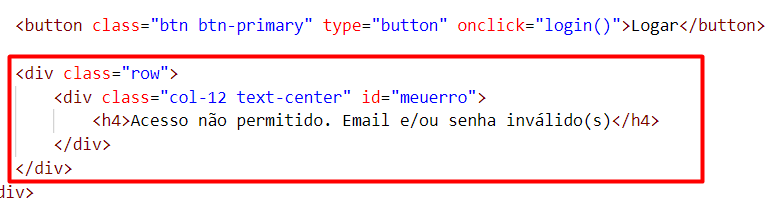 <button class="btn btn-primary" type="button" onclick="login()">Logar</button>
<div class="row">
<div class="col-12 text-center" id="meuerro">
<h4>Acesso não permitido. Email e/ou senha inválido(s)</h4>
</div>
</div>
div>